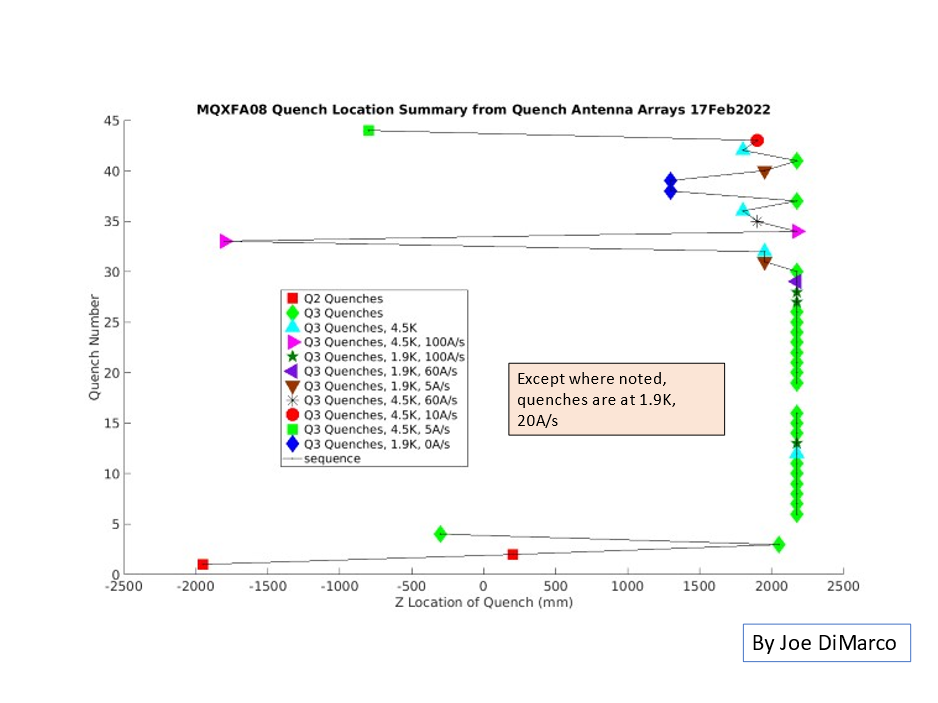 MQXFA08 Quench Location Summary from Quench Antenna Arrays 17Feb2022
45
40
35
30
25
20
15
10
5
0
Quench Number
Q2 Quenches
Q3 Quenches
Q3 Quenches, 4.5K
Q3 Quenches, 4.5K, 100A/s
Q3 Quenches, 1.9K, 100A/s
Q3 Quenches, 1.9K, 60A/s
Q3 Quenches, 1.9K, 5A/s
Q3 Quenches, 4.5K, 60A/s
Q3 Quenches, 4.5K, 10A/s
Q3 Quenches, 4.5K, 5A/s
Q3 Quenches, 1.9K, 0A/s
sequence
Except where noted,
quenches are at 1.9K,
20A/s
-2500 -2000 -1500 -1000 -500 0 500 1000 1500 2000 2500
Z Location of Quench (mm)
By Joe DiMarco